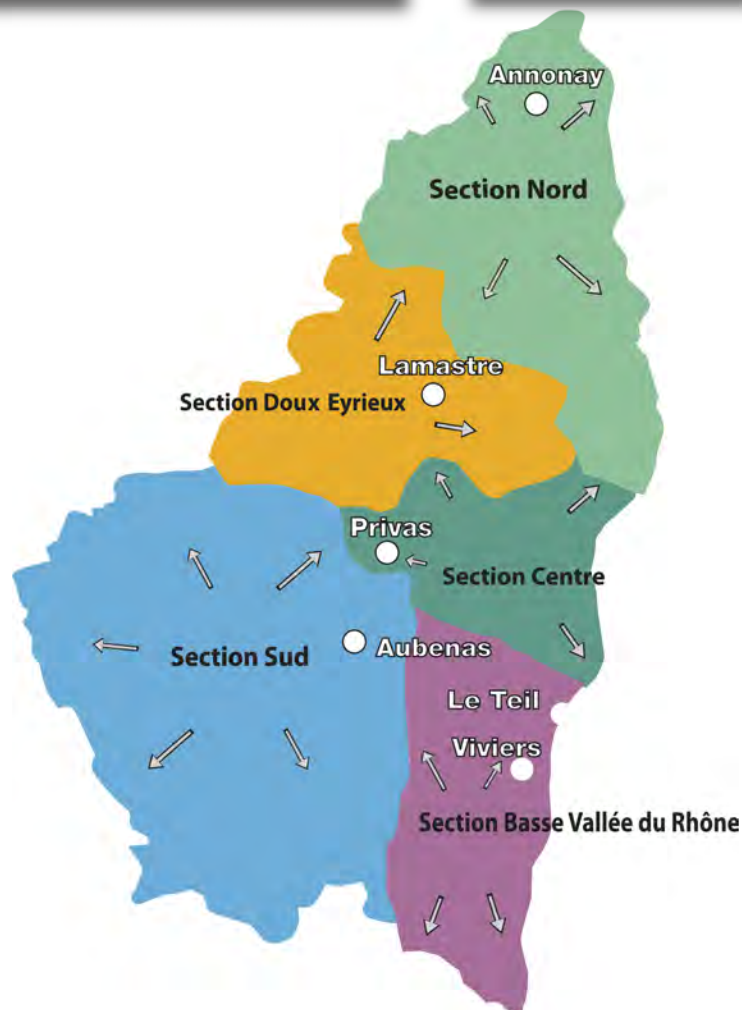 Annonay
Section Nord
Lamastre
Section Doux Eyrieux
Privas
Section Centre
Aubenas
Section Sud
Le Teil
Viviers
Section Basse Vallée du Rhône